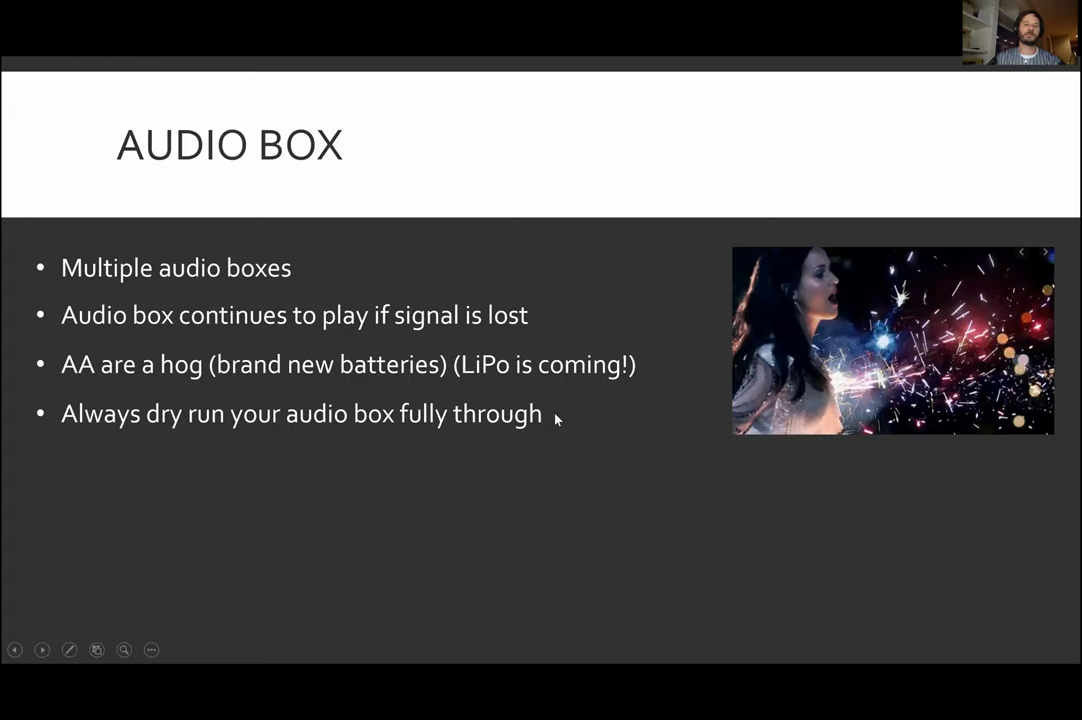 AUDIO BOX
• Multiple audio boxes
• Audio box continues to play if signal is lost
• AA are a hog (brand new batteries) (LiPo is coming!)
• Always dry run your audio box fully through